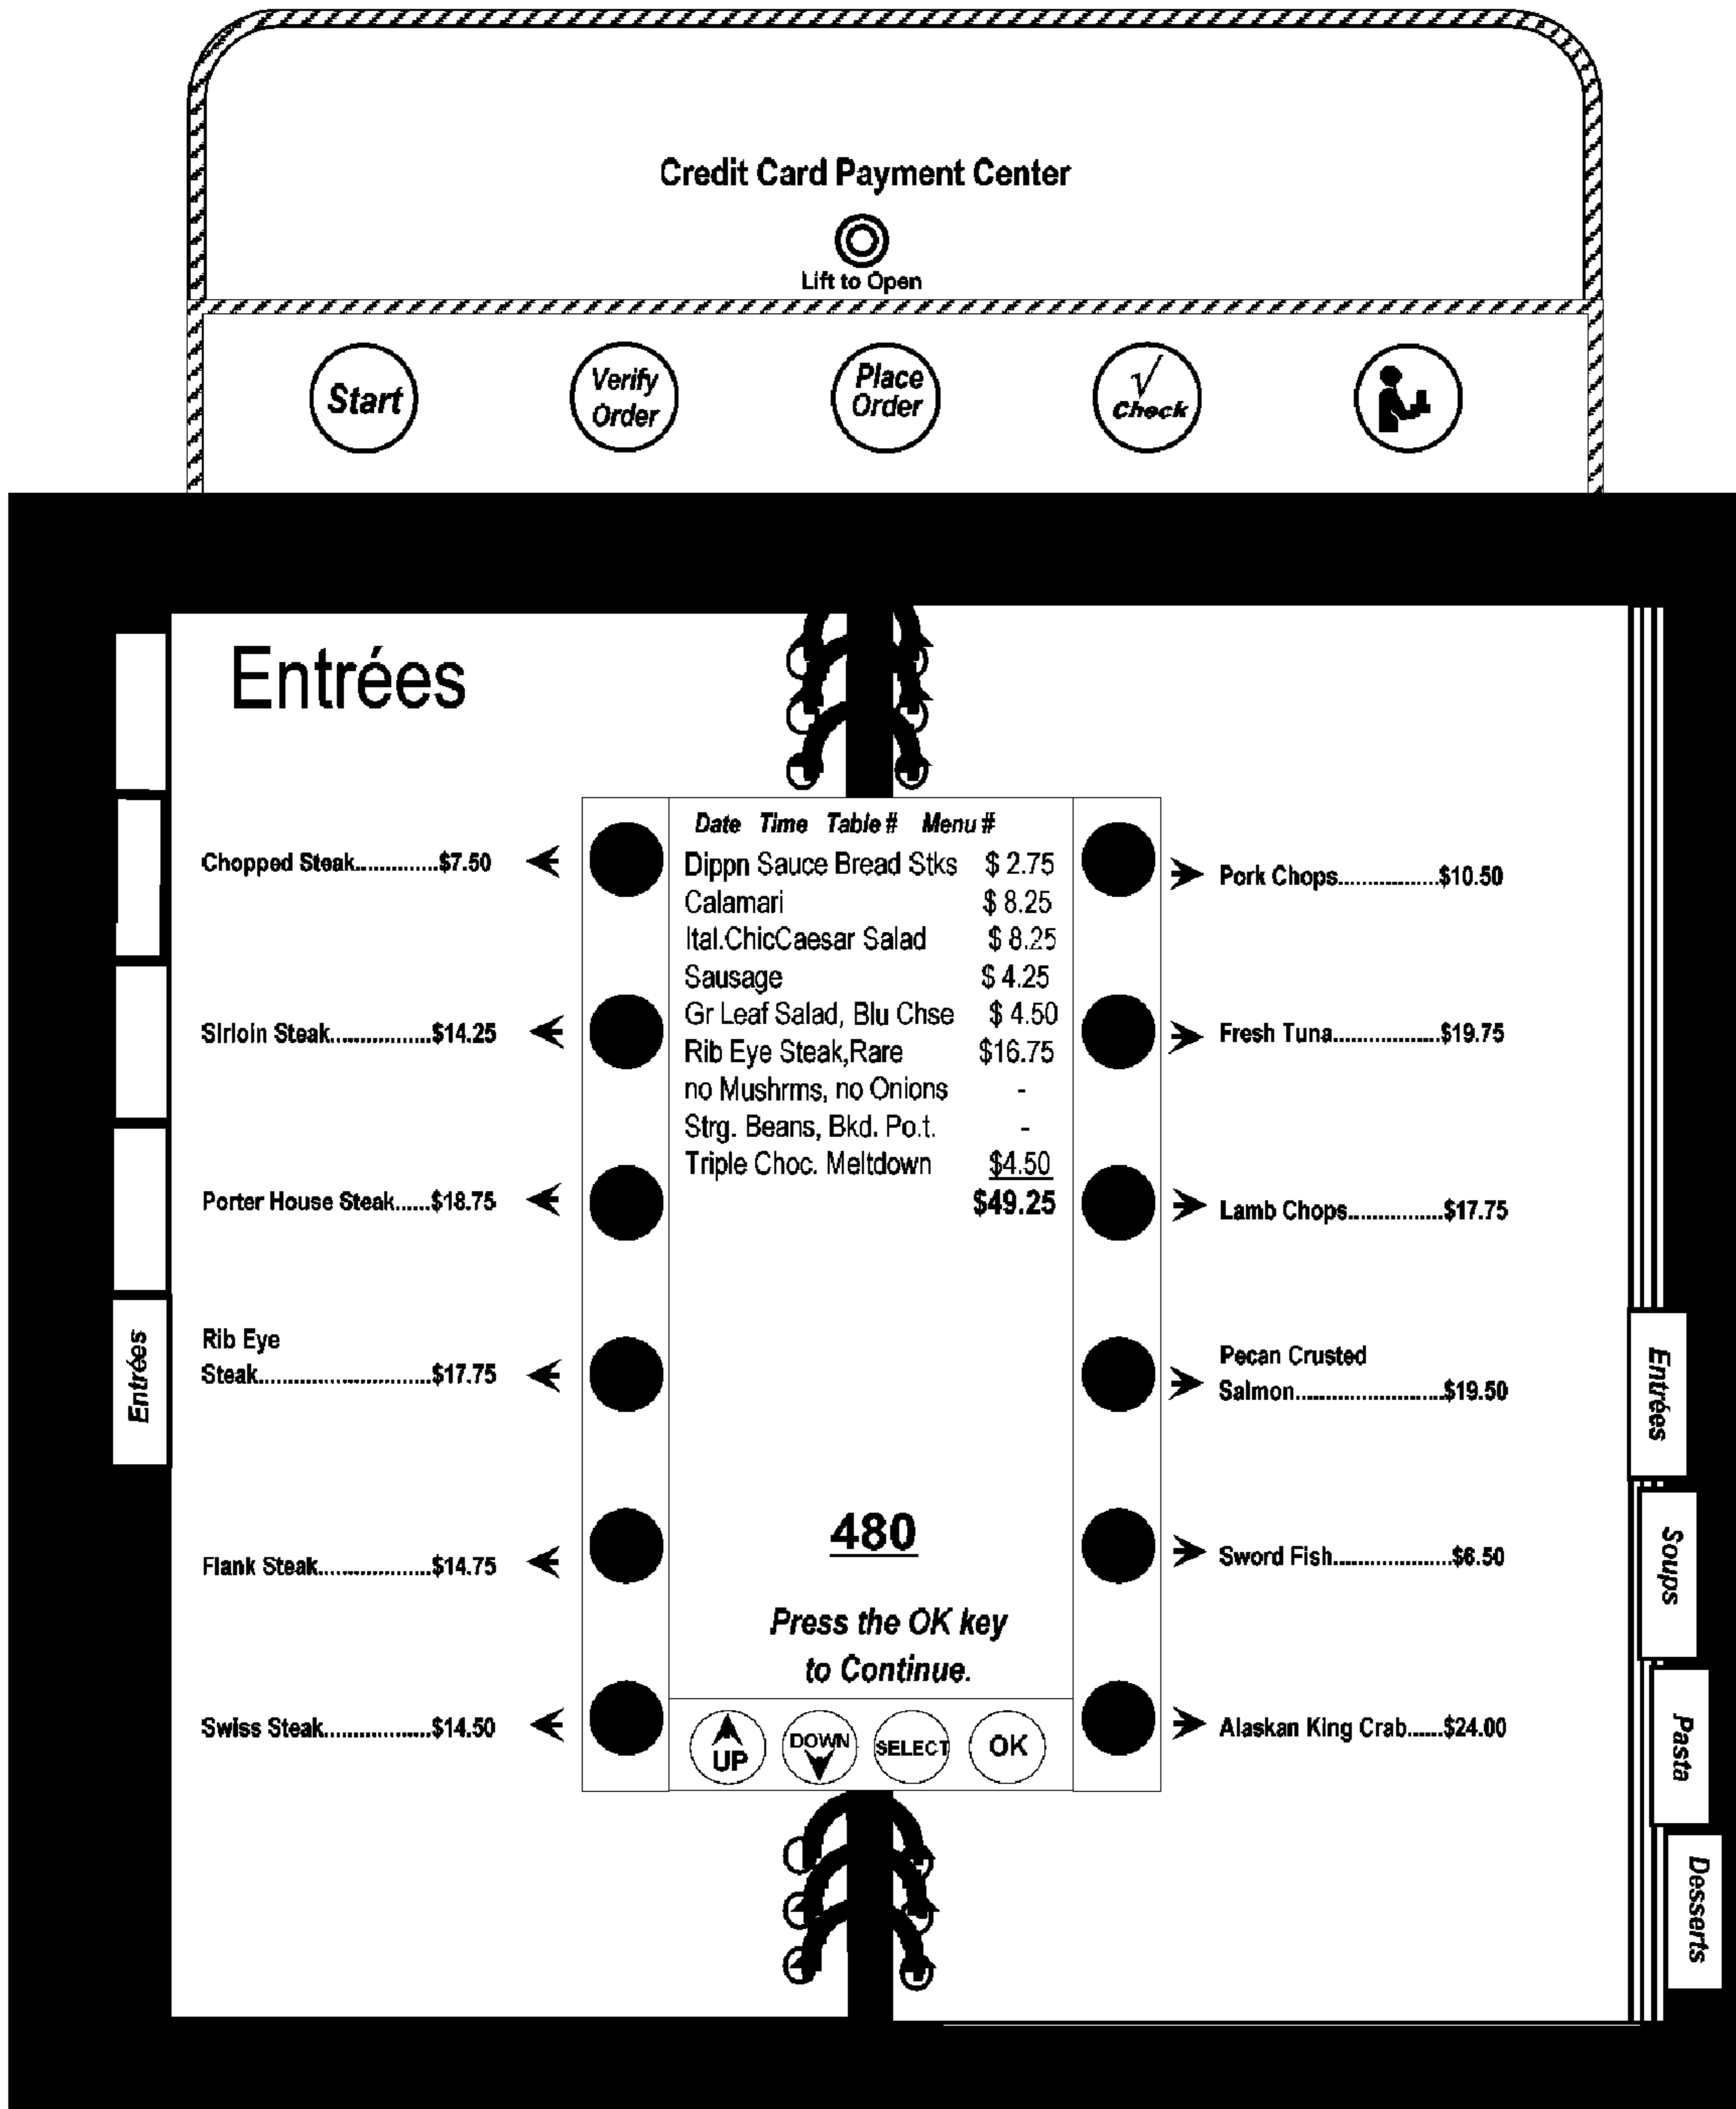 Credit Card Payment Center
Lift to Open
Start
Verify
Order
Place
Order
√
Check
Entrées
Chopped Steak..............$7.50
Sirloin Steak.................$14.25
Porter House Steak......$18.75
Rib Eye
Steak.............................$17.75
Flank Steak...................$14.75
Swiss Steak..................$14.50
Entrées
Date Time Table # Menu #
Dippn Sauce Bread Stks $ 2.75
Calamari $ 8.25
Ital.ChicCaesar Salad $ 8.25
Sausage $ 4.25
Gr Leaf Salad, Blu Chse $ 4.50
Rib Eye Steak,Rare $16.75
no Mushrms, no Onions -
Strg. Beans, Bkd. Po.t. -
Triple Choc. Meltdown $4.50
$49.25
480
Press the OK key
to Continue.
UP
DOWN
SELECT
OK
Pork Chops.................$10.50
Fresh Tuna..................$19.75
Lamb Chops................$17.75
Pecan Crusted
Salmon.........................$19.50
Sword Fish....................$6.50
Alaskan King Crab......$24.00
Entrées
Soups
Pasta
Desserts